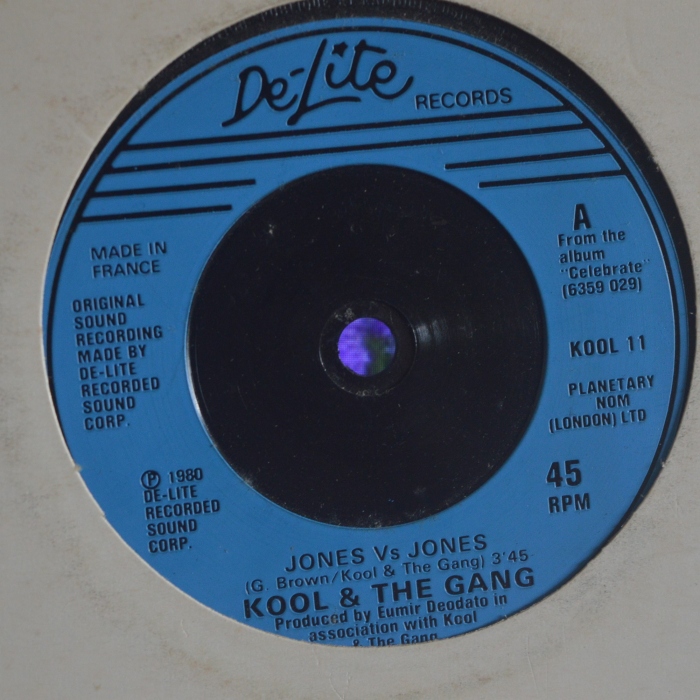 De-Lite RECORDS
MADE IN
FRANCE
ORIGINAL
SOUND
RECORDING
MADE BY
DE-LITE
RECORDED
SOUND
CORP.
Ⓟ 1980
DE-LITE
RECORDED
SOUND
CORP.
A
From the
album
"Celebrate"
(6359 029)
KOOL 11
PLANETARY
NOM
(LONDON) LTD
45
RPM
JONES Vs JONES
(G. Brown/Kool & The Gang) 3'45
KOOL & THE GANG
Produced by Eumir Deodato in
association with Kool
& The Gang